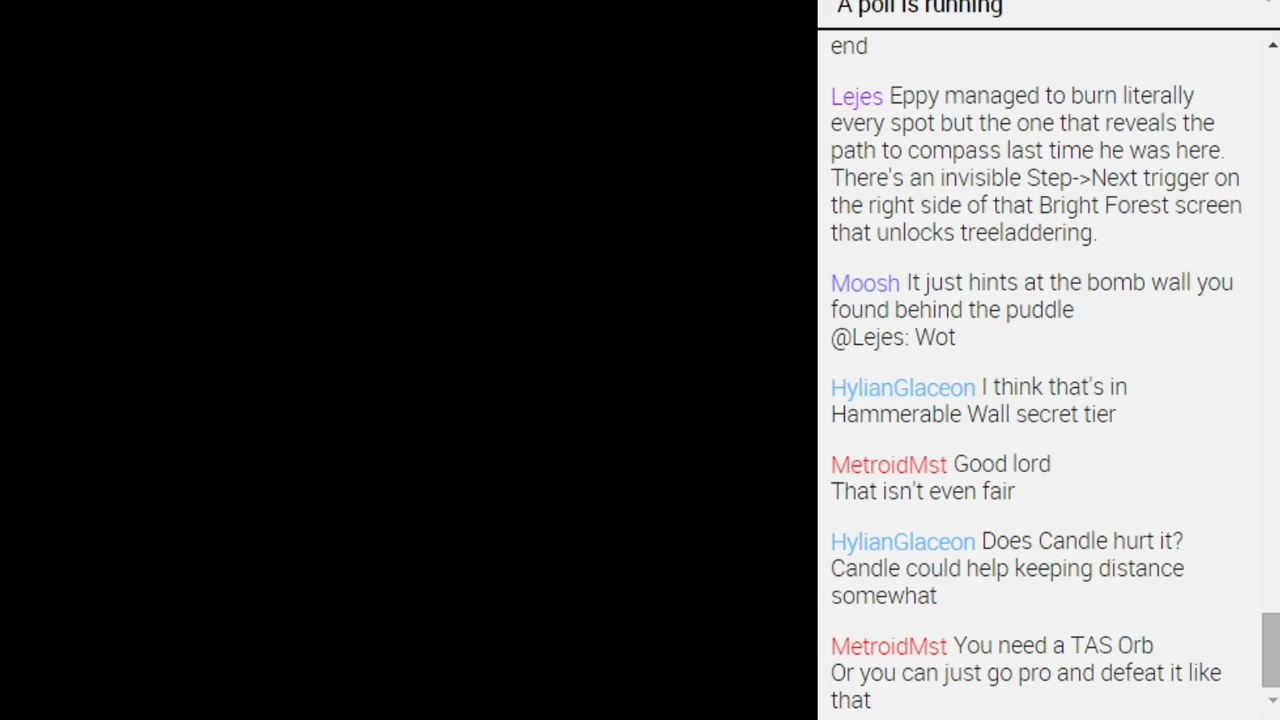 A poll is running
end
Lejes Eppy managed to burn literally
every spot but the one that reveals the
path to compass last time he was here.
There's an invisible Step->Next trigger on
the right side of that Bright Forest screen
that unlocks treeladdering.
Moosh It just hints at the bomb wall you
found behind the puddle
@Lejes: Wot
HylianGlaceon I think that's in
Hammerable Wall secret tier
MetroidMst Good lord
That isn't even fair
HylianGlaceon Does Candle hurt it?
Candle could help keeping distance
somewhat
MetroidMst You need a TAS Orb
Or you can just go pro and defeat it like
that